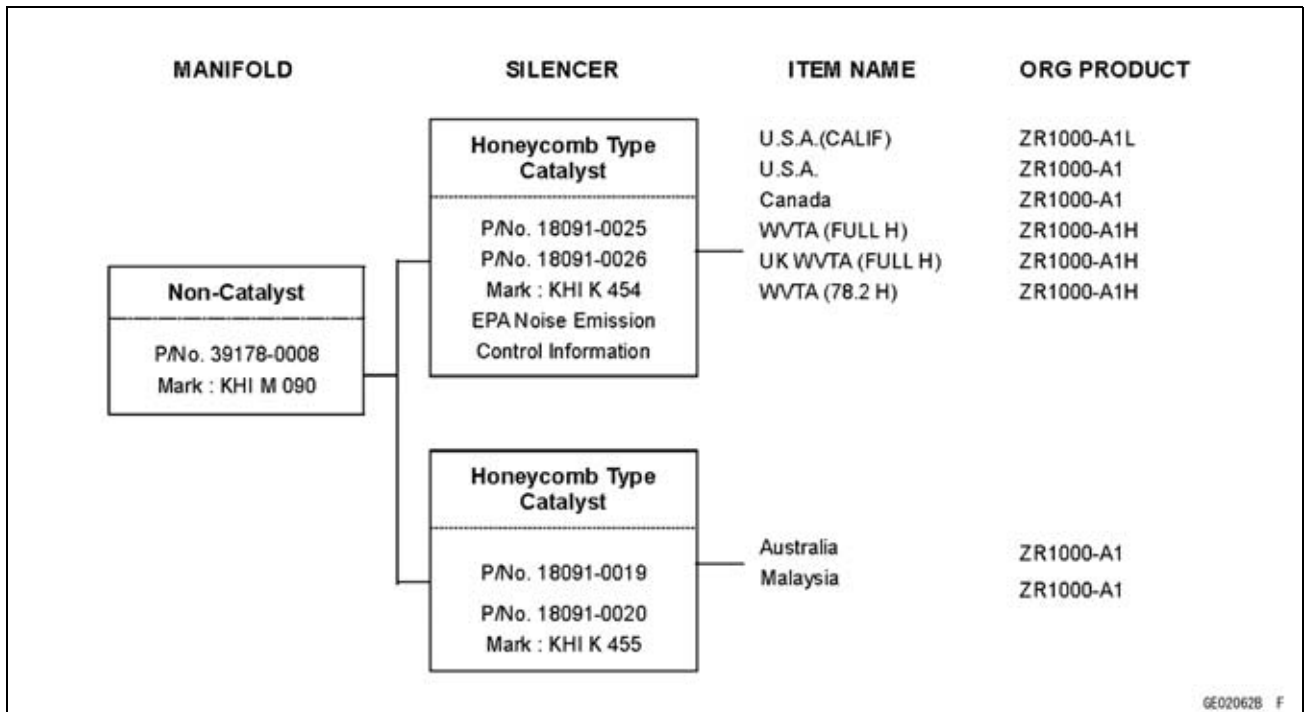 MANIFOLD SILENCER ITEM NAME ORG PRODUCT
Non-Catalyst
P/No. 39178-0008
Mark : KHI M 090
Honeycomb Type
Catalyst
P/No. 18091-0025
P/No. 18091-0026
Mark : KHI K 454
EPA Noise Emission
Control Information
U.S.A.(CALIF) ZR1000-A1L
U.S.A. ZR1000-A1
Canada ZR1000-A1
WVTA (FULL H) ZR1000-A1H
UK WVTA (FULL H) ZR1000-A1H
WVTA (78.2 H) ZR1000-A1H
Honeycomb Type
Catalyst
P/No. 18091-0019
P/No. 18091-0020
Mark : KHI K 455
Australia ZR1000-A1
Malaysia ZR1000-A1
GE02062B F